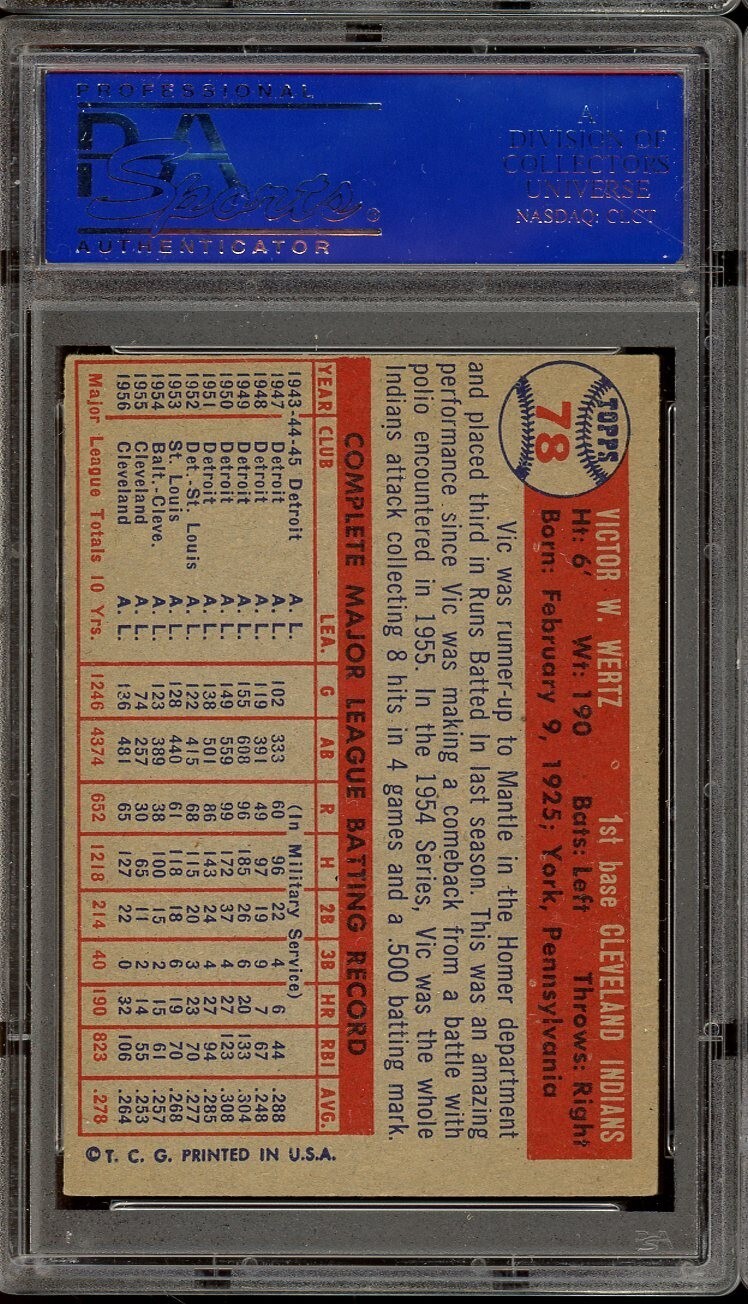 PROFESSIONAL
PSA
Sports®
AUTHENTICATOR
A
DIVISION OF
COLLECTORS
UNIVERSE
NASDAQ: CLCT
TOPPS
78
VICTOR W. WERTZ 1st base CLEVELAND INDIANS
Ht: 6' Wt: 190 Bats: Left Throws: Right
Born: February 9, 1925; York, Pennsylvania
Vic was runner-up to Mantle in the Homer department
and placed third in Runs Batted In last season. This was an amazing
performance since Vic was making a comeback from a battle with
polio encountered in 1955. In the 1954 Series, Vic was the whole
Indians attack collecting 8 hits in 4 games and a .500 batting mark.
COMPLETE MAJOR LEAGUE BATTING RECORD
YEAR CLUB LEA. G AB R H 2B 3B HR RBI AVG.
1943-44-45 Detroit A. L. (In Military Service)
1947 Detroit A. L. 102 333 60 96 22 4 6 44 .288
1948 Detroit A. L. 119 391 49 97 19 9 7 67 .248
1949 Detroit A. L. 155 608 96 185 26 6 20 133 .304
1950 Detroit A. L. 149 559 99 172 37 4 27 123 .308
1951 Detroit A. L. 138 501 86 143 24 4 27 94 .285
1952 Det.-St. Louis A. L. 122 415 68 115 20 3 23 70 .277
1953 St. Louis A. L. 128 440 61 118 18 6 19 70 .268
1954 Balt.-Cleve. A. L. 123 389 38 100 15 2 15 61 .257
1955 Cleveland A. L. 74 257 30 65 11 2 14 55 .253
1956 Cleveland A. L. 136 481 65 127 22 0 32 106 .264
Major League Totals 10 Yrs. 1246 4374 652 1218 214 40 190 823 .278
© T. C. G. PRINTED IN U.S.A.
PSA